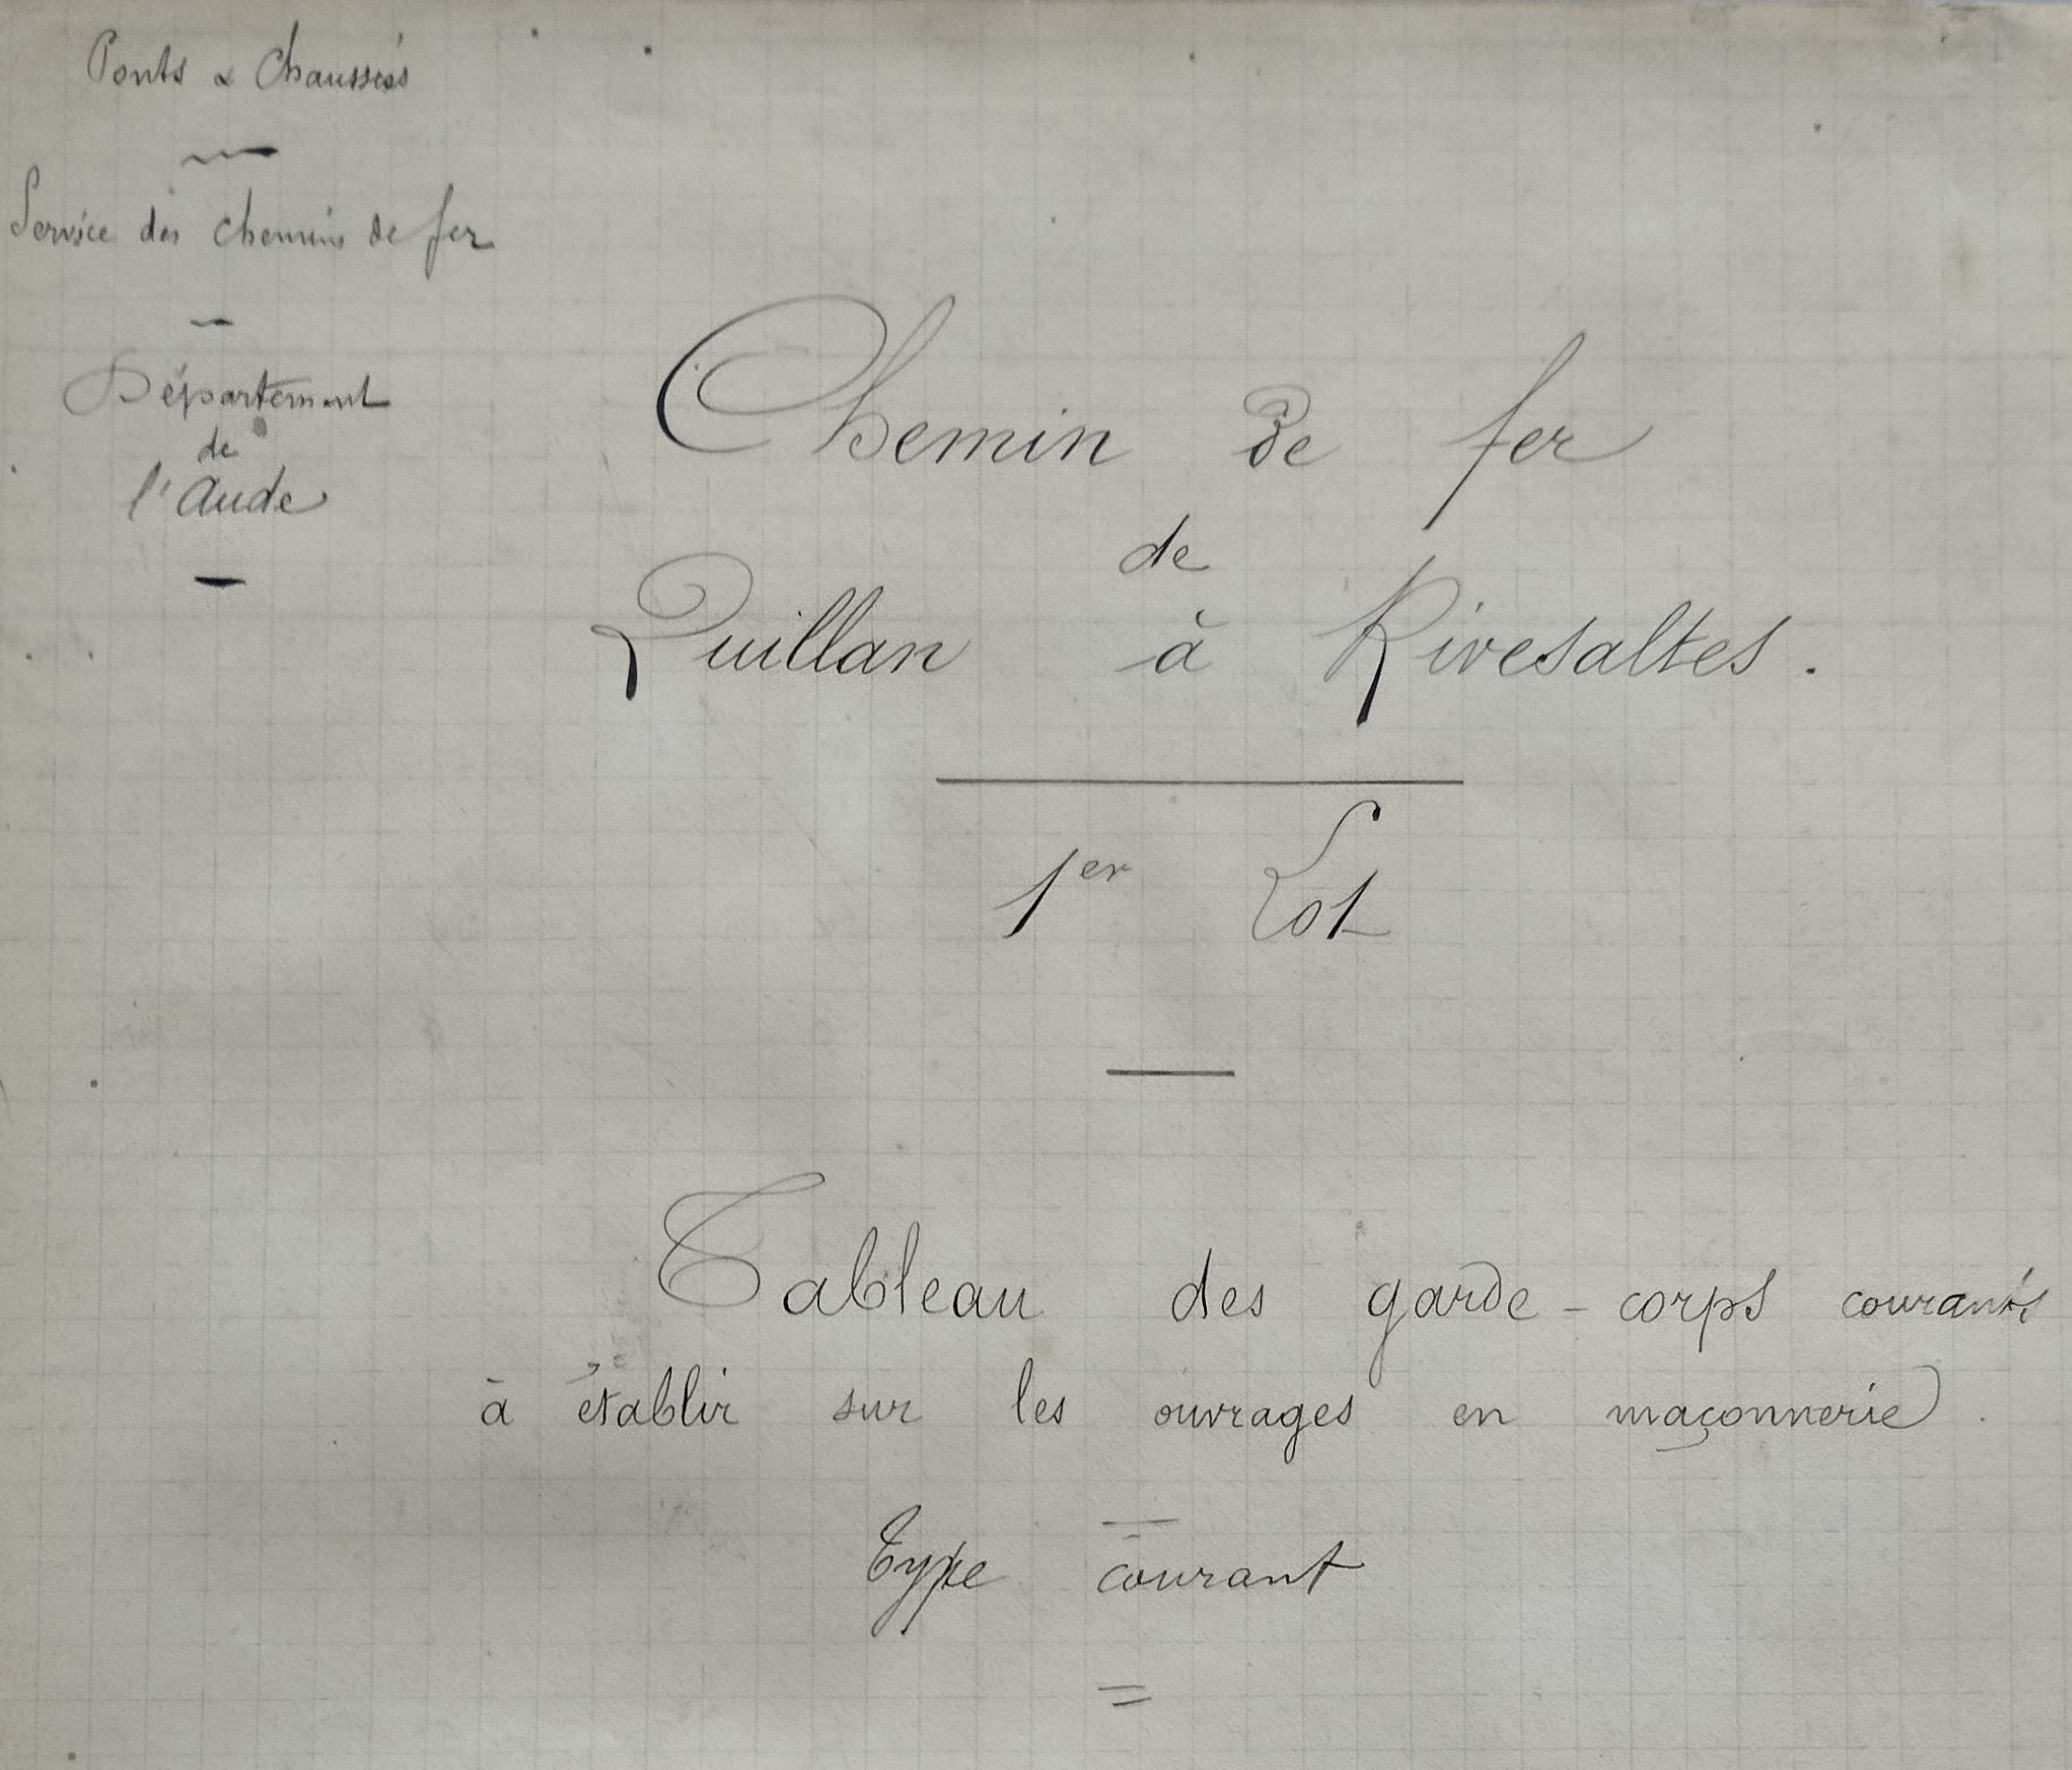 Ponts & Chaussées
Service des chemins de fer
Département
de
l'Aude
Chemin de fer
de
Quillan à Rivesaltes.
1er Lot
Tableau des garde-corps courants
à établir sur les ouvrages en maçonnerie.
Type courant